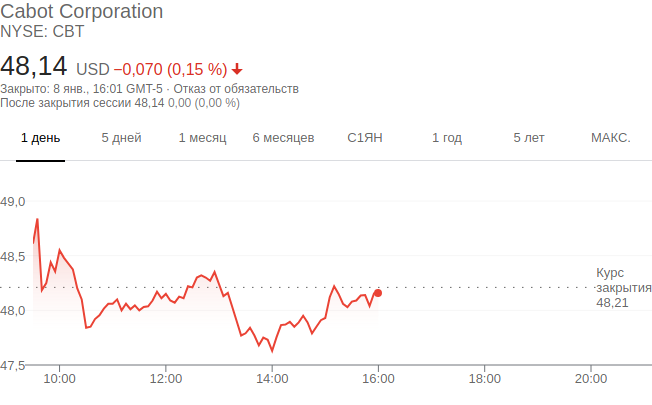 Cabot Corporation
NYSE: CBT
48,14 USD −0,070 (0,15 %)
Закрыто: 8 янв., 16:01 GMT-5 · Отказ от обязательств
После закрытия сессии 48,14 0,00 (0,00 %)
1 день 5 дней 1 месяц 6 месяцев С1ЯН 1 год 5 лет МАКС.
49,0
48,5
Курс
закрытия
48,21
48,0
47,5
10:00 12:00 14:00 16:00 18:00 20:00